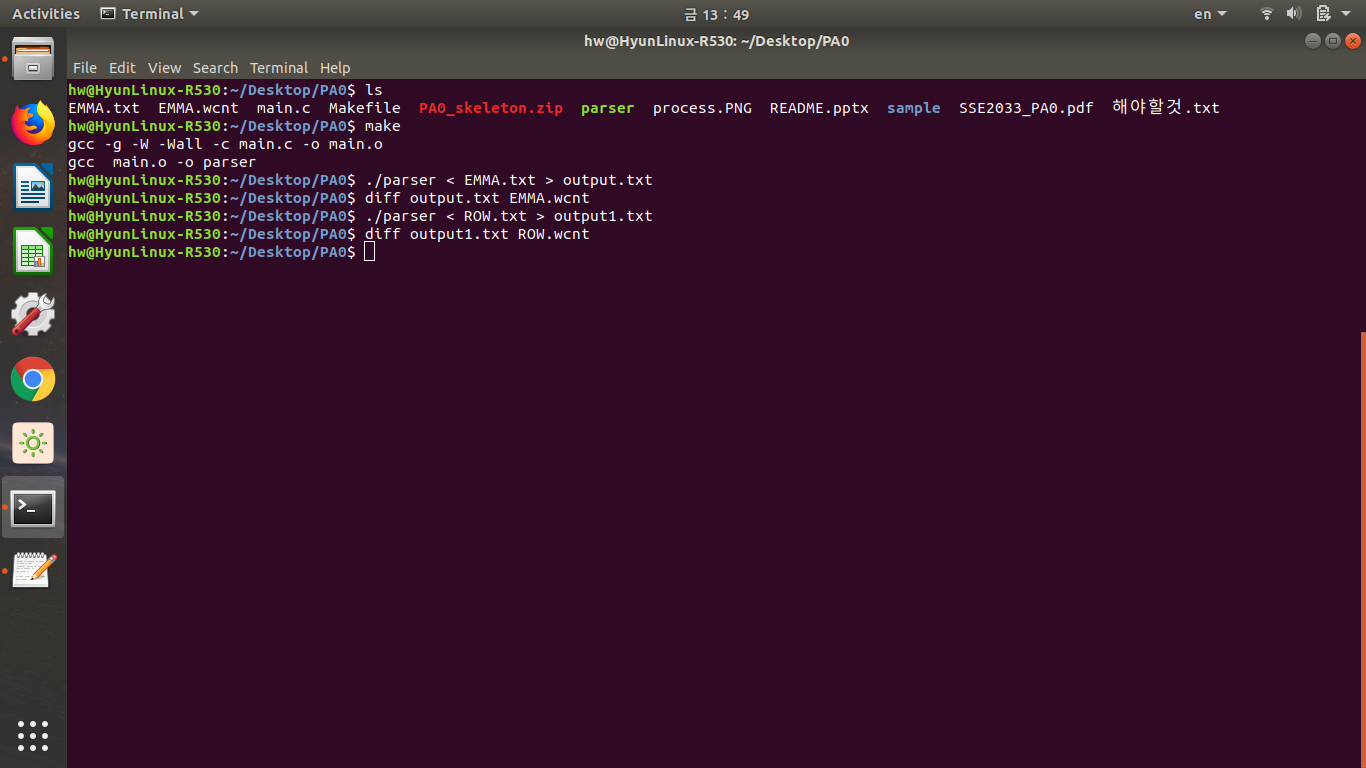 Activities Terminal 금 13 : 49 en
hw@HyunLinux-R530: ~/Desktop/PA0
File Edit View Search Terminal Help
hw@HyunLinux-R530:~/Desktop/PA0$ ls
EMMA.txt EMMA.wcnt main.c Makefile PA0_skeleton.zip parser process.PNG README.pptx sample SSE2033_PA0.pdf 해야할것.txt
hw@HyunLinux-R530:~/Desktop/PA0$ make
gcc -g -W -Wall -c main.c -o main.o
gcc  main.o -o parser
hw@HyunLinux-R530:~/Desktop/PA0$ ./parser < EMMA.txt > output.txt
hw@HyunLinux-R530:~/Desktop/PA0$ diff output.txt EMMA.wcnt
hw@HyunLinux-R530:~/Desktop/PA0$ ./parser < ROW.txt > output1.txt
hw@HyunLinux-R530:~/Desktop/PA0$ diff output1.txt ROW.wcnt
hw@HyunLinux-R530:~/Desktop/PA0$